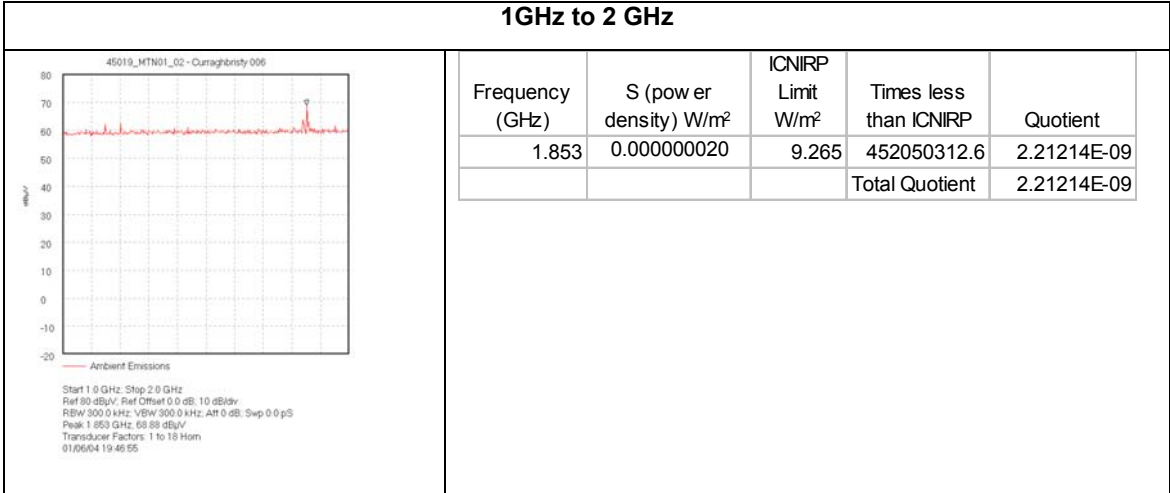 1GHz to 2 GHz
45019_MTN01_02 - Curraghbristy 006
80
70
60
50
40
30
20
10
0
-10
-20
dBµV
Ambient Emissions
Start 1.0 GHz; Stop 2.0 GHz
Ref 80 dBµV; Ref Offset 0.0 dB; 10 dB/div
RBW 300.0 kHz; VBW 300.0 kHz; Att 0 dB; Swp 0.0 pS
Peak 1.853 GHz, 68.88 dBµV
Transducer Factors: 1 to 18 Horn
01/06/04 19:46:55
Frequency (GHz) S (pow er density) W/m² ICNIRP Limit W/m² Times less than ICNIRP Quotient
1.853 0.000000020 9.265 452050312.6 2.21214E-09
Total Quotient 2.21214E-09